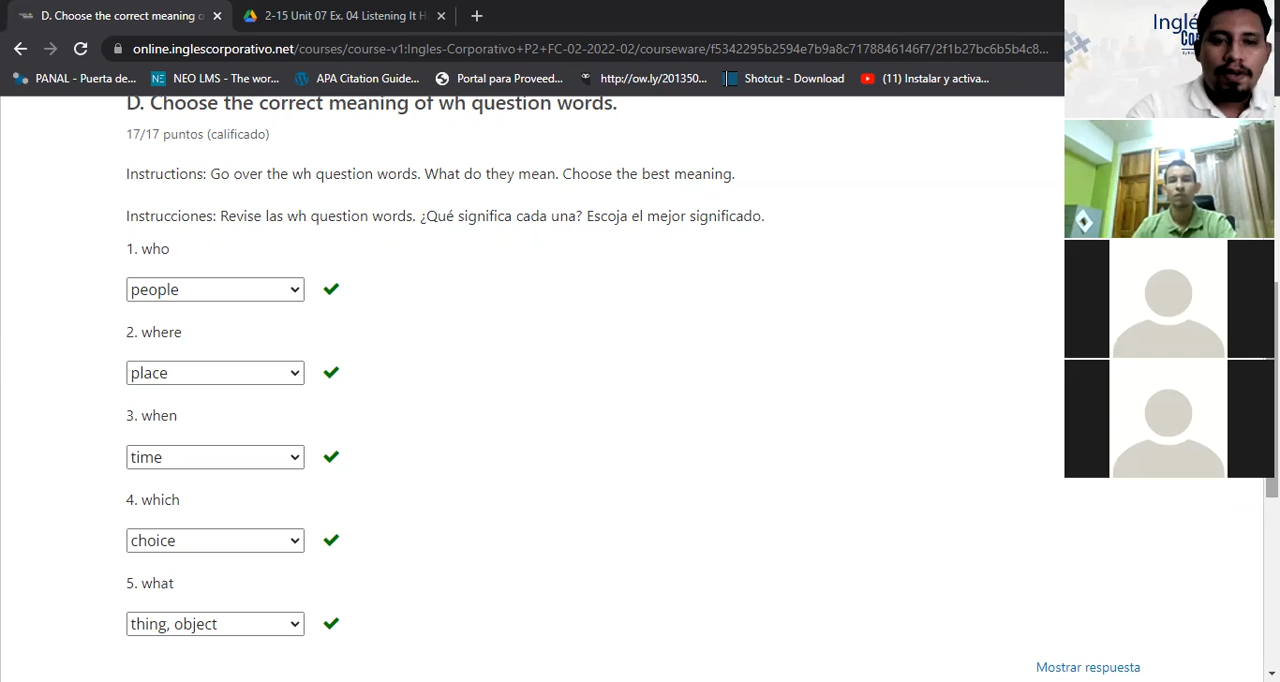 D. Choose the correct meaning o
2-15 Unit 07 Ex. 04 Listening It H
online.inglescorporativo.net/courses/course-v1:Ingles-Corporativo+P2+FC-02-2022-02/courseware/f5342295b2594e7b9a8c7178846146f7/2f1b27bc6b5b4c8...
PANAL - Puerta de...
NEO LMS - The wor...
APA Citation Guide...
Portal para Proveed...
http://ow.ly/201350...
Shotcut - Download
(11) Instalar y activa...
D. Choose the correct meaning of wh question words.
17/17 puntos (calificado)
Instructions: Go over the wh question words. What do they mean. Choose the best meaning.
Instrucciones: Revise las wh question words. ¿Qué significa cada una? Escoja el mejor significado.
1. who
people
2. where
place
3. when
time
4. which
choice
5. what
thing, object
Mostrar respuesta
Inglé